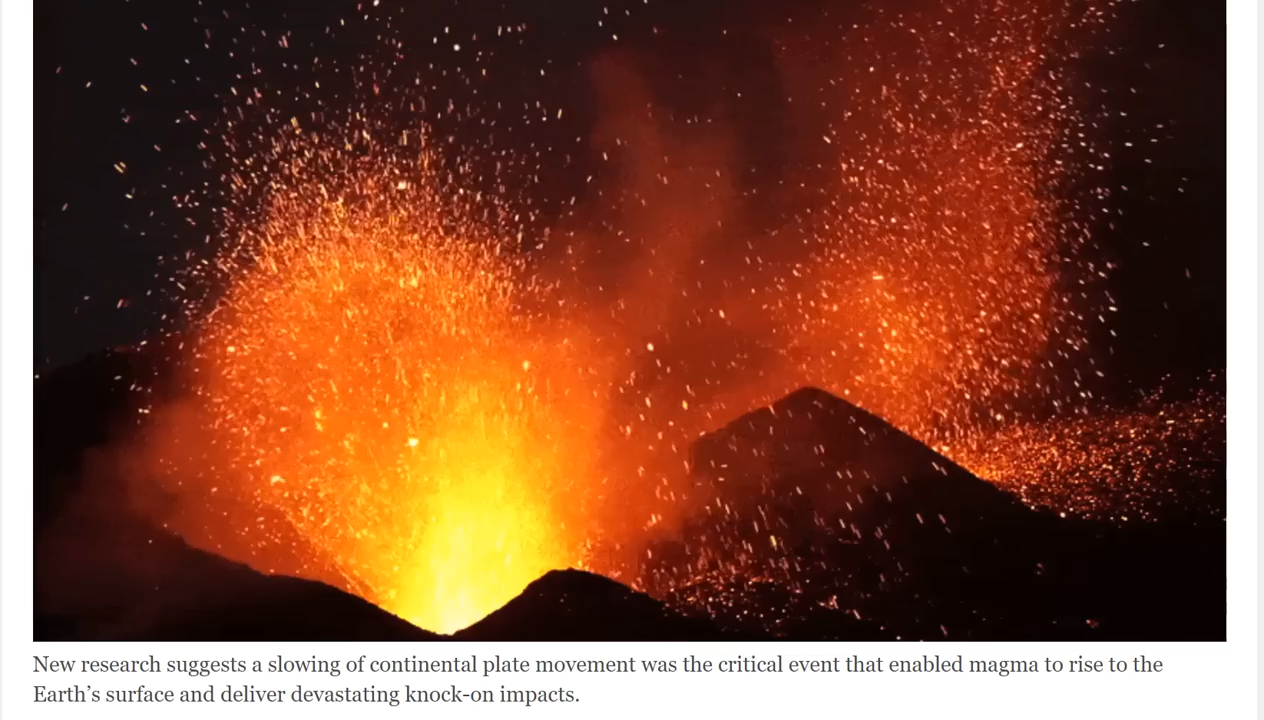 New research suggests a slowing of continental plate movement was the critical event that enabled magma to rise to the
Earth’s surface and deliver devastating knock-on impacts.